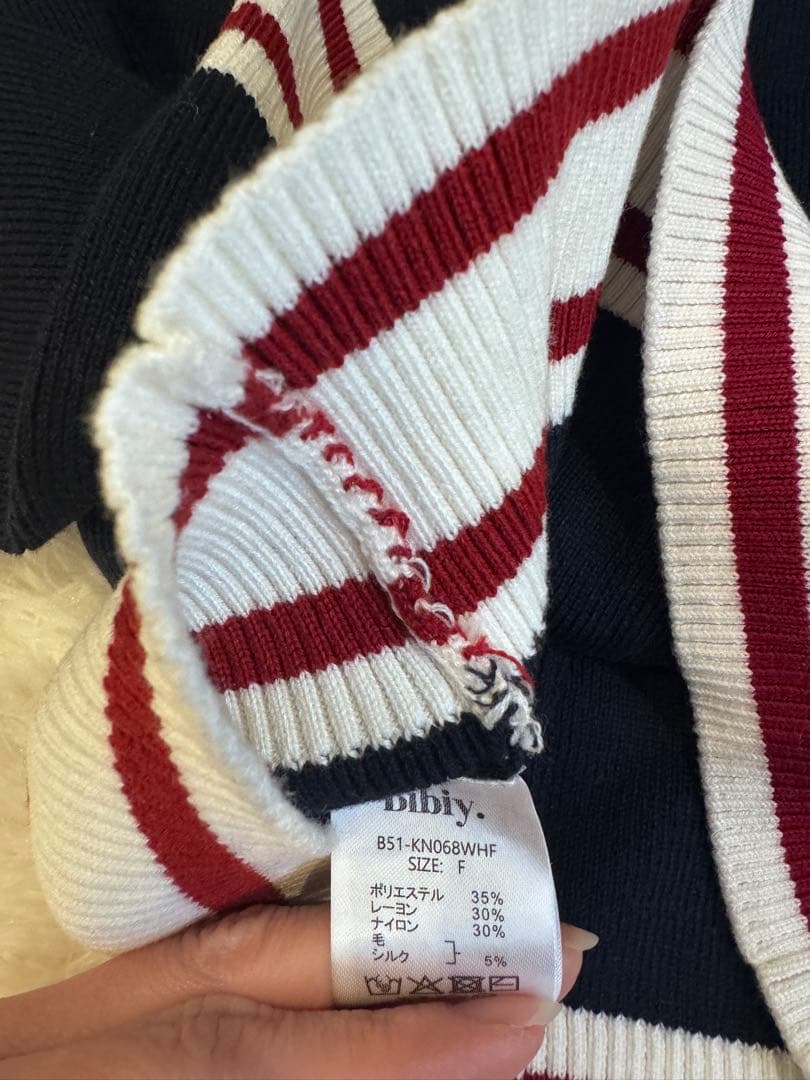 Bibiy.
B51-KN068WHF
SIZE: F
ポリエステル 35%
レーヨン 30%
ナイロン 30%
毛
シルク 5%